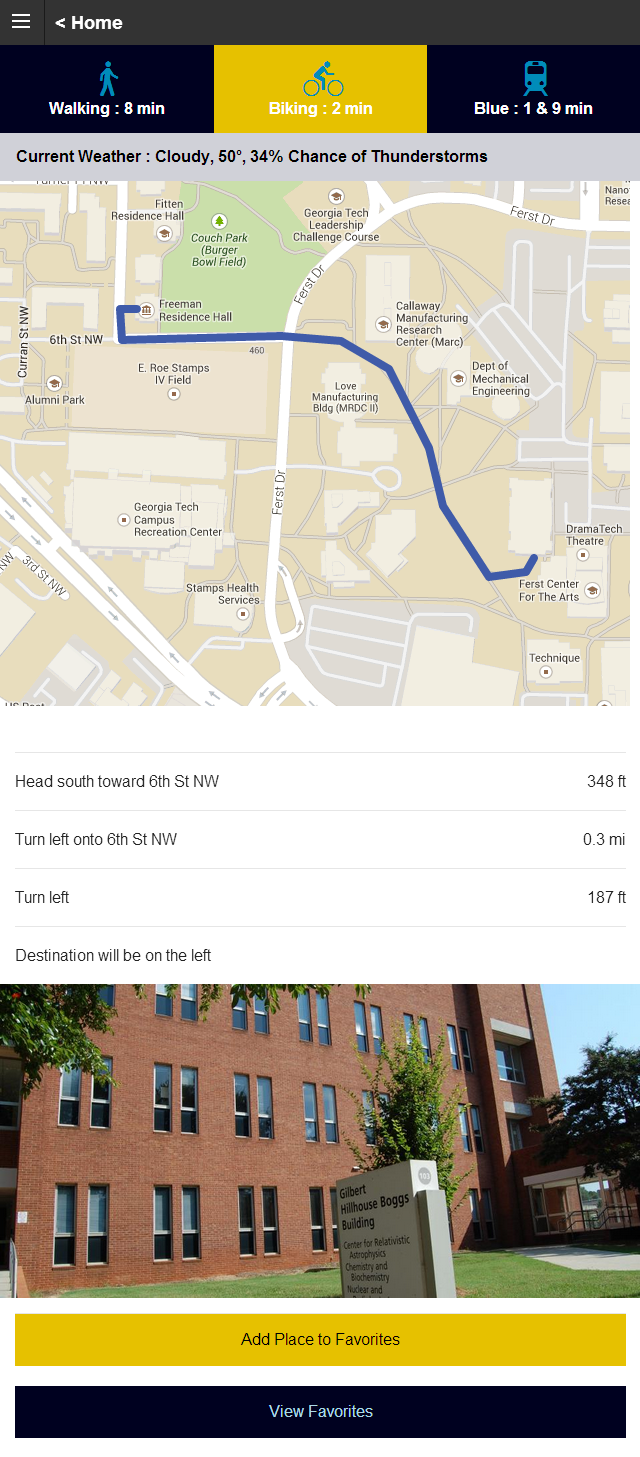 < Home
Walking : 8 min
Biking : 2 min
Blue : 1 & 9 min
Current Weather : Cloudy, 50°, 34% Chance of Thunderstorms
Fitten
Residence Hall
Georgia Tech
Leadership
Challenge Course
Ferst Dr
Couch Park
(Burger
Bowl Field)
Ferst Dr
Freeman
Residence Hall
Callaway
Manufacturing
Research
Center (Marc)
Curran St NW
6th St NW
460
E. Roe Stamps
IV Field
Alumni Park
Love
Manufacturing
Bldg (MRDC II)
Dept of
Mechanical
Engineering
Ferst Dr
Georgia Tech
Campus
Recreation Center
DramaTech
Theatre
3rd St NW
NW
Stamps Health
Services
Ferst Center
For The Arts
Technique
Head south toward 6th St NW 348 ft
Turn left onto 6th St NW 0.3 mi
Turn left 187 ft
Destination will be on the left
103
Gilbert
Hillhouse Boggs
Building
Center for Relativistic
Astrophysics
Chemistry and
Biochemistry
Nuclear and
Add Place to Favorites
View Favorites